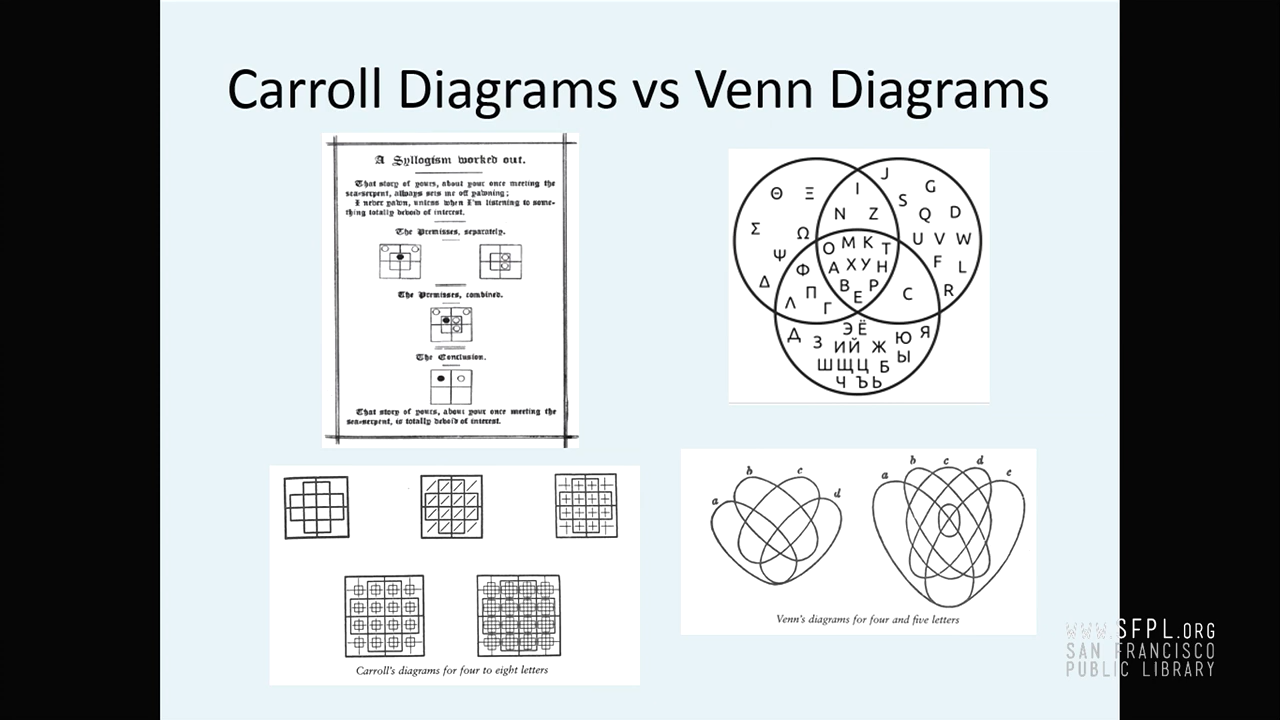 Carroll Diagrams vs Venn Diagrams
A Syllogism worked out.
That story of yours, about your once meeting the
sea-serpent, always sets me off yawning;
I never yawn, unless when I'm listening to some-
thing totally devoid of interest.
The Premisses, separately.
The Premisses, combined.
The Conclusion.
That story of yours, about your once meeting the
sea-serpent, is totally devoid of interest.
Θ Ξ I J S G
Σ Ω N Z Q D
Ψ O M K T U V W
Δ Φ A X Y H F L
Λ Π Γ B E P C R
Д З Э Ё Ю Я
И Й Ж Ы
Ш Щ Ц Б
Ч Ъ Ь
Carroll's diagrams for four to eight letters
a b c d
a b c d e
Venn's diagrams for four and five letters
WWW.SFPL.ORG
SAN FRANCISCO
PUBLIC LIBRARY